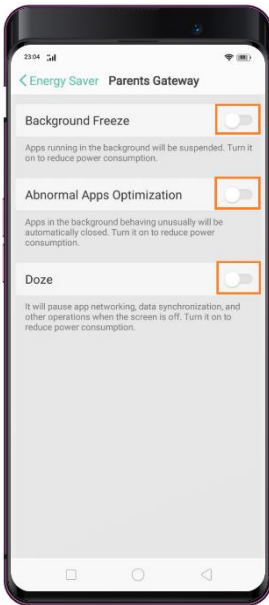 23:04
Energy Saver Parents Gateway
Background Freeze
Apps running in the background will be suspended. Turn it
on to reduce power consumption.
Abnormal Apps Optimization
Apps in the background behaving unusually will be
automatically closed. Turn it on to reduce power
consumption.
Doze
It will pause app networking, data synchronization, and
other operations when the screen is off. Turn it on to
reduce power consumption.